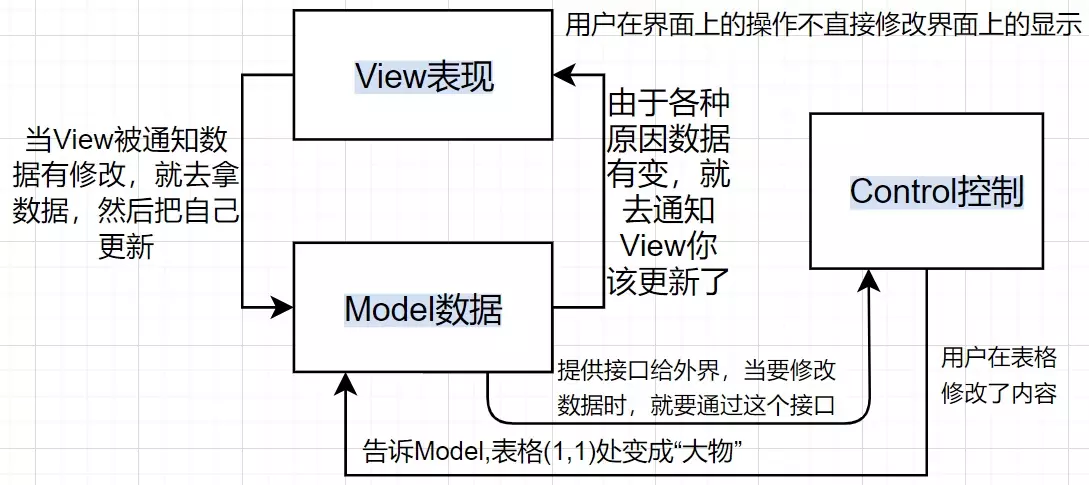 用户在界面上的操作不直接修改界面上的显示
View表现
当View被通知数
据有修改，就去拿
数据，然后把自己
更新
由于各种
原因数据
有变，就
去通知
View你
该更新了
Control控制
Model数据
提供接口给外界，当要修改
数据时，就要通过这个接口
用户在表格
修改了内容
告诉Model,表格(1,1)处变成“大物”